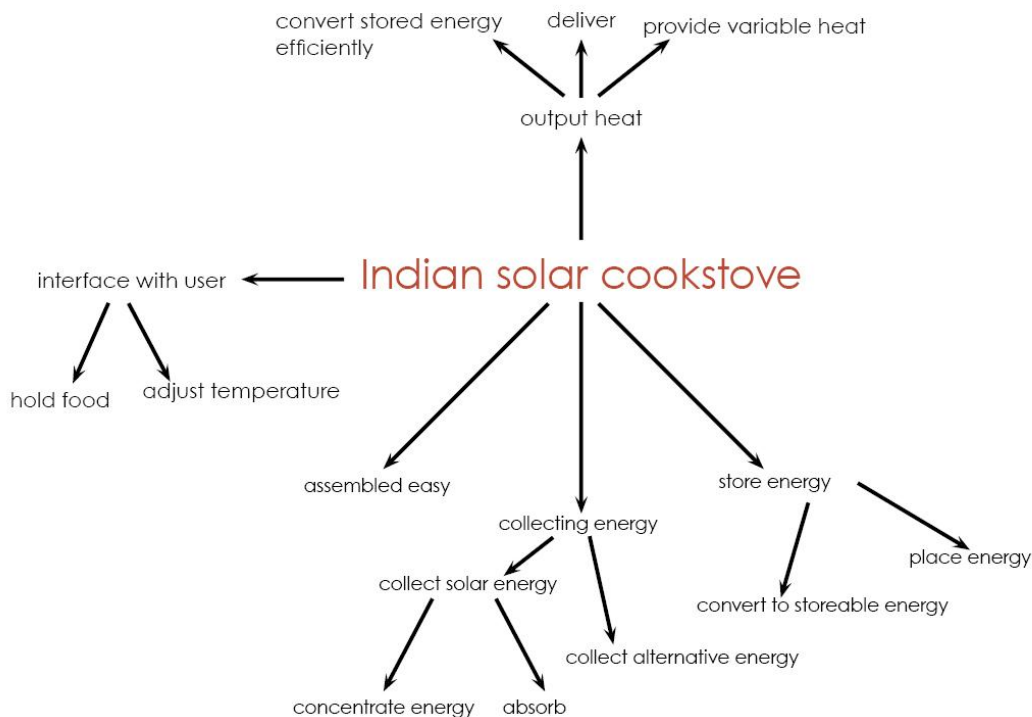 convert stored energy
efficiently
deliver
provide variable heat
output heat
interface with user
Indian solar cookstove
hold food
adjust temperature
assembled easy
store energy
collecting energy
place energy
collect solar energy
convert to storeable energy
collect alternative energy
concentrate energy
absorb